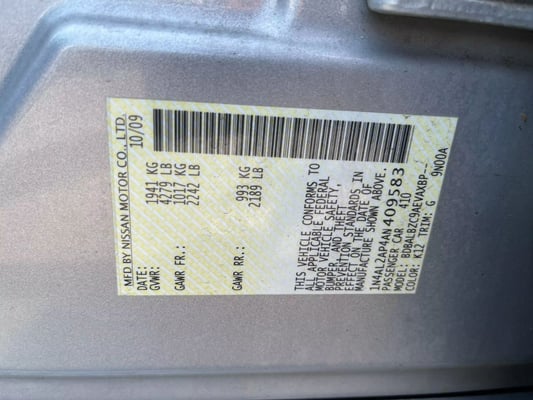 MFD BY NISSAN MOTOR CO., LTD.
DATE: 10/09
GVWR: 1941 KG
4279 LB
GAWR FR.: 1017 KG
2242 LB
GAWR RR.: 993 KG
2189 LB
THIS VEHICLE CONFORMS TO
ALL APPLICABLE FEDERAL
MOTOR VEHICLE SAFETY,
BUMPER, AND THEFT
PREVENTION STANDARDS IN
EFFECT ON THE DATE OF
MANUFACTURE SHOWN ABOVE.
1N4AL2AP4AN409583
PASSENGER CAR 41D
MODEL: BDBALBZC9AEVAXBP--
COLOR: K12 TRIM: G 9W00A